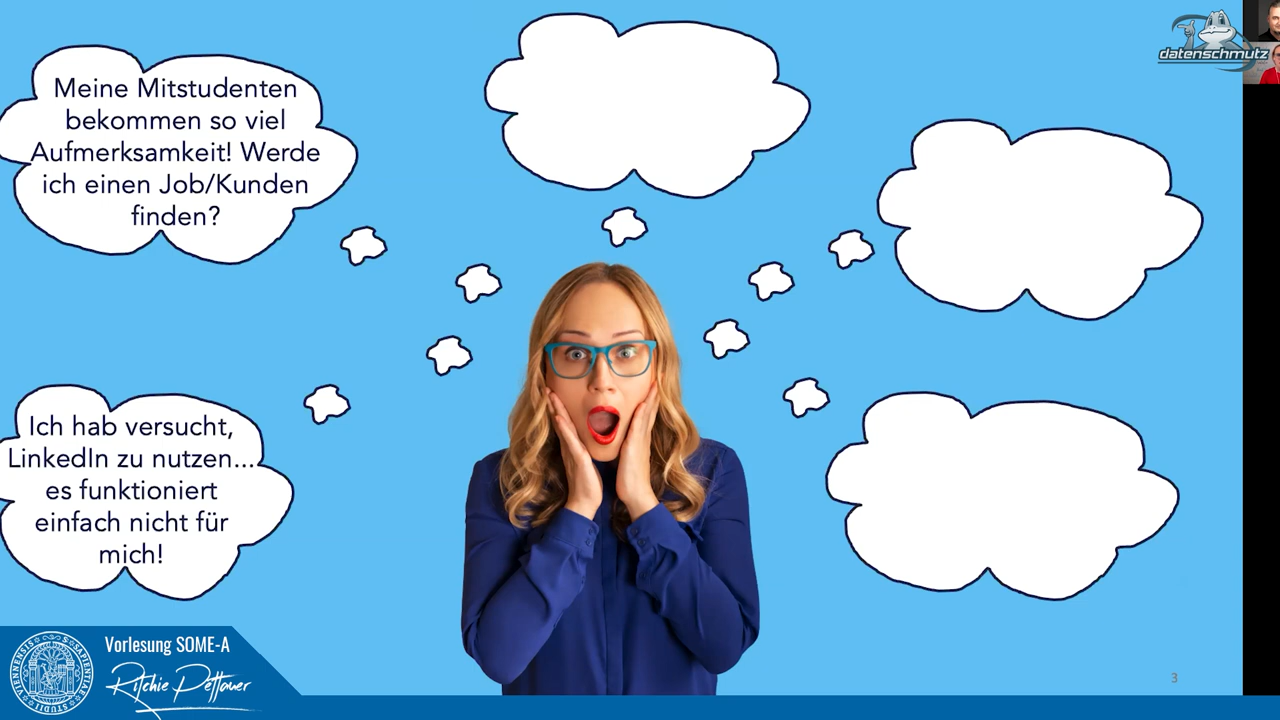 Meine Mitstudenten
bekommen so viel
Aufmerksamkeit! Werde
ich einen Job/Kunden
finden?
datenschmutz
Ich hab versucht,
LinkedIn zu nutzen...
es funktioniert
einfach nicht für
mich!
Vorlesung SOME-A
Ritchie Pettauer
3